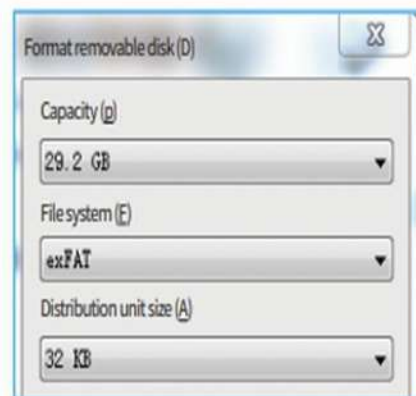 Format removable disk (D)
Capacity (p)
29.2 GB
File system (F)
exFAT
Distribution unit size (A)
32 KB